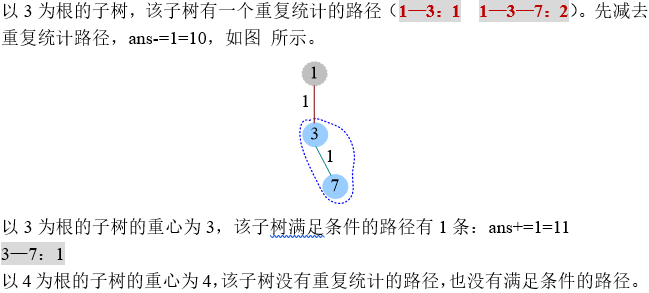 以 3 为根的子树，该子树有一个重复统计的路径（1—3：1  1—3—7：2）。先减去
重复统计路径，ans-=1=10，如图 所示。
1
1
3
1
7
以 3 为根的子树的重心为 3，该子树满足条件的路径有 1 条：ans+=1=11
3—7：1
以 4 为根的子树的重心为 4，该子树没有重复统计的路径，也没有满足条件的路径。